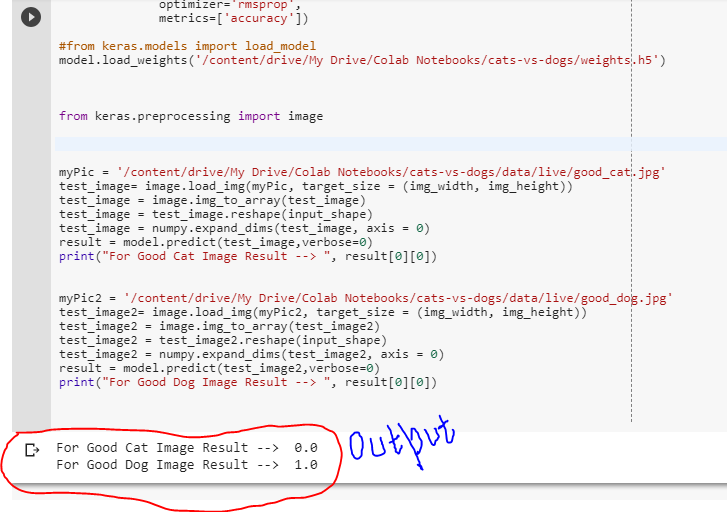 optimizer='rmsprop',
metrics=['accuracy'])
#from keras.models import load_model
model.load_weights('/content/drive/My Drive/Colab Notebooks/cats-vs-dogs/weights.h5')
from keras.preprocessing import image
myPic = '/content/drive/My Drive/Colab Notebooks/cats-vs-dogs/data/live/good_cat.jpg'
test_image= image.load_img(myPic, target_size = (img_width, img_height))
test_image = image.img_to_array(test_image)
test_image = test_image.reshape(input_shape)
test_image = numpy.expand_dims(test_image, axis = 0)
result = model.predict(test_image,verbose=0)
print("For Good Cat Image Result --> ", result[0][0])
myPic2 = '/content/drive/My Drive/Colab Notebooks/cats-vs-dogs/data/live/good_dog.jpg'
test_image2= image.load_img(myPic2, target_size = (img_width, img_height))
test_image2 = image.img_to_array(test_image2)
test_image2 = test_image2.reshape(input_shape)
test_image2 = numpy.expand_dims(test_image2, axis = 0)
result = model.predict(test_image2,verbose=0)
print("For Good Dog Image Result --> ", result[0][0])
For Good Cat Image Result -->  0.0
For Good Dog Image Result -->  1.0
Output